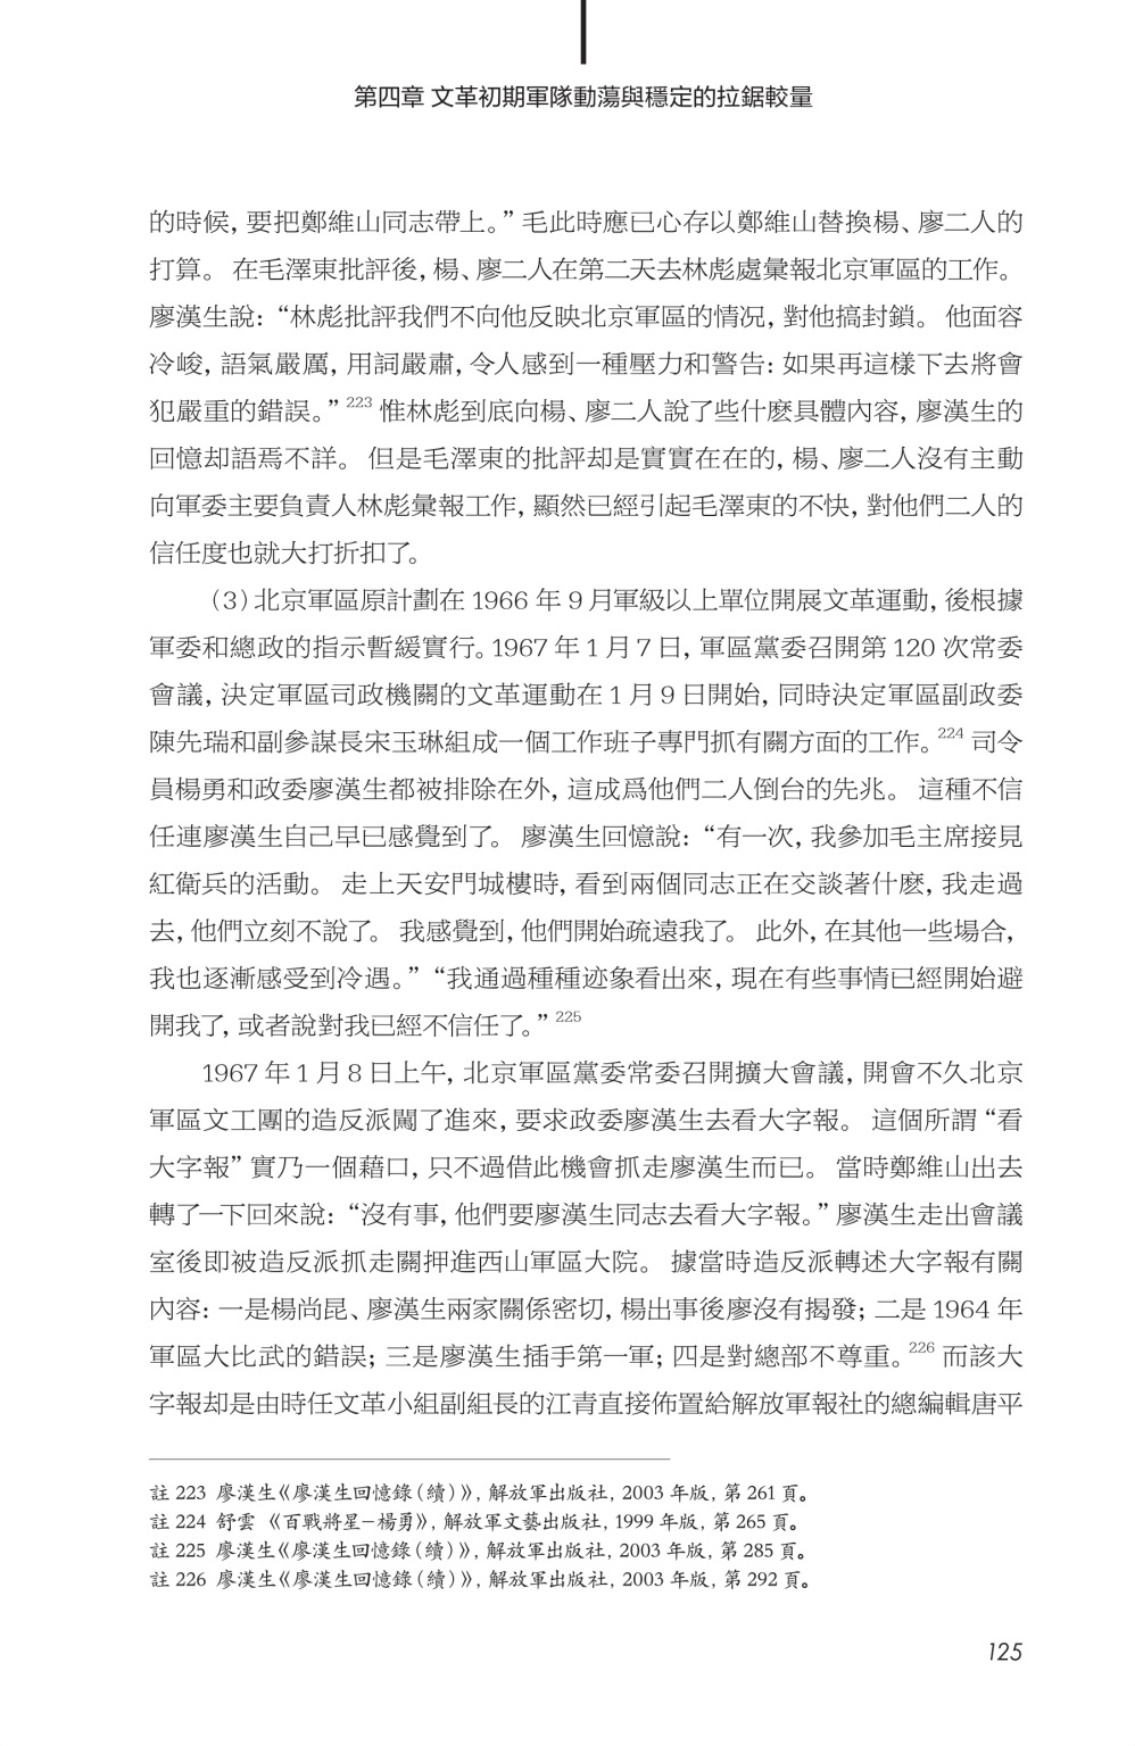 第四章 文革初期軍隊動蕩與穩定的拉鋸較量
的時候，要把鄭維山同志帶上。”毛此時應已心存以鄭維山替換楊、廖二人的
打算。 在毛澤東批評後，楊、廖二人在第二天去林彪處彙報北京軍區的工作。
廖漢生說：“林彪批評我們不向他反映北京軍區的情況，對他搞封鎖。 他面容
冷峻，語氣嚴厲，用詞嚴肅，令人感到一種壓力和警告：如果再這樣下去將會
犯嚴重的錯誤。”223 惟林彪到底向楊、廖二人說了些什麽具體內容，廖漢生的
回憶却語焉不詳。 但是毛澤東的批評却是實實在在的，楊、廖二人沒有主動
向軍委主要負責人林彪彙報工作，顯然已經引起毛澤東的不快，對他們二人的
信任度也就大打折扣了。
（3）北京軍區原計劃在 1966 年 9 月軍級以上單位開展文革運動，後根據
軍委和總政的指示暫緩實行。1967 年 1 月 7 日，軍區黨委召開第 120 次常委
會議，決定軍區司政機關的文革運動在 1 月 9 日開始，同時決定軍區副政委
陳先瑞和副參謀長宋玉琳組成一個工作班子專門抓有關方面的工作。224 司令
員楊勇和政委廖漢生都被排除在外，這成爲他們二人倒台的先兆。 這種不信
任連廖漢生自己早已感覺到了。 廖漢生回憶說：“有一次，我參加毛主席接見
紅衛兵的活動。 走上天安門城樓時，看到兩個同志正在交談著什麽，我走過
去，他們立刻不說了。 我感覺到，他們開始疏遠我了。 此外，在其他一些場合，
我也逐漸感受到冷遇。”“我通過種種迹象看出來，現在有些事情已經開始避
開我了，或者說對我已經不信任了。”225
1967 年 1 月 8 日上午，北京軍區黨委常委召開擴大會議，開會不久北京
軍區文工團的造反派闖了進來，要求政委廖漢生去看大字報。 這個所謂“看
大字報”實乃一個藉口，只不過借此機會抓走廖漢生而已。 當時鄭維山出去
轉了一下回來說：“沒有事，他們要廖漢生同志去看大字報。”廖漢生走出會議
室後即被造反派抓走關押進西山軍區大院。 據當時造反派轉述大字報有關
內容：一是楊尚昆、廖漢生兩家關係密切，楊出事後廖沒有揭發；二是 1964 年
軍區大比武的錯誤；三是廖漢生插手第一軍；四是對總部不尊重。226 而該大
字報却是由時任文革小組副組長的江青直接佈置給解放軍報社的總編輯唐平
註 223 廖漢生《廖漢生回憶錄（續）》，解放軍出版社，2003 年版，第 261 頁。
註 224 舒雲 《百戰將星－楊勇》，解放軍文藝出版社，1999 年版，第 265 頁。
註 225 廖漢生《廖漢生回憶錄（續）》，解放軍出版社，2003 年版，第 285 頁。
註 226 廖漢生《廖漢生回憶錄（續）》，解放軍出版社，2003 年版，第 292 頁。
125